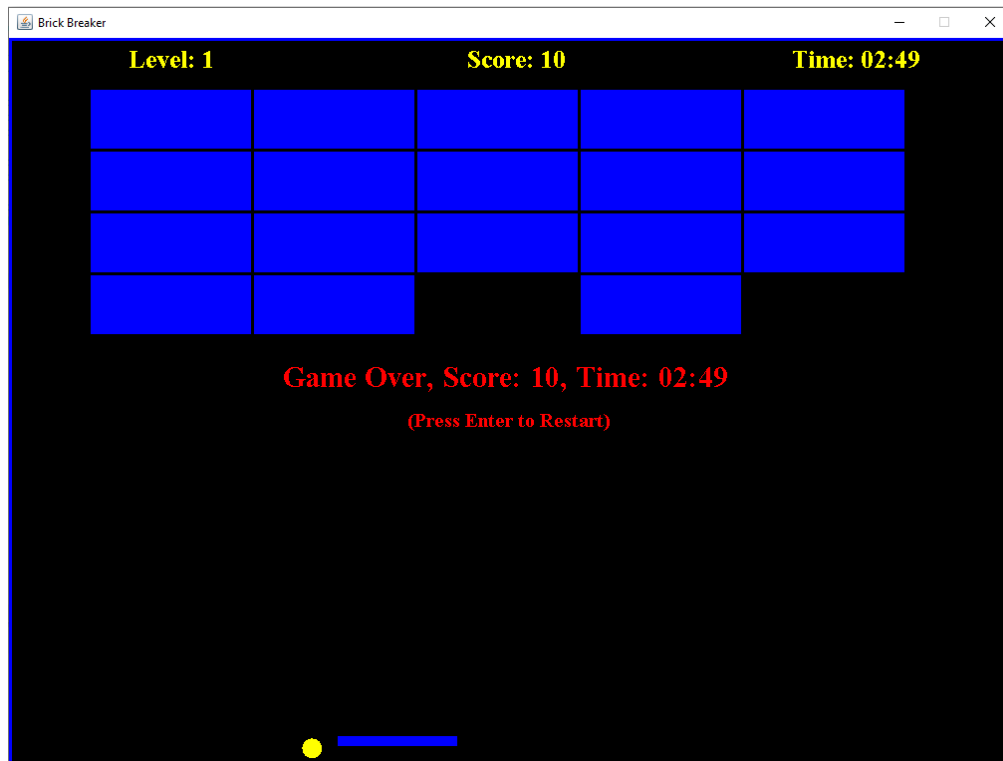 Brick Breaker
Level: 1 Score: 10 Time: 02:49
Game Over, Score: 10, Time: 02:49
(Press Enter to Restart)